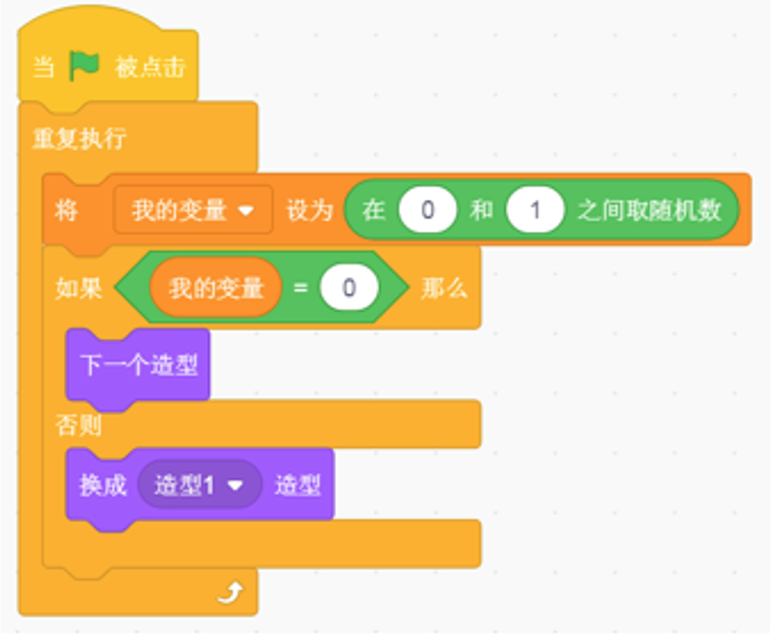 当 被点击
重复执行
将 我的变量 设为 在 0 和 1 之间取随机数
如果 我的变量 = 0 那么
下一个造型
否则
换成 造型1 造型